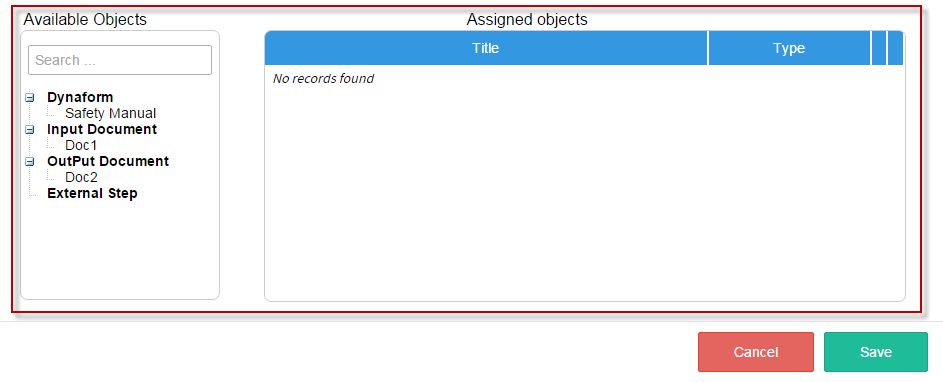 Available Objects
Assigned objects
Search ...
Title
Type
No records found
Dynaform
Safety Manual
Input Document
Doc1
OutPut Document
Doc2
External Step
Cancel
Save